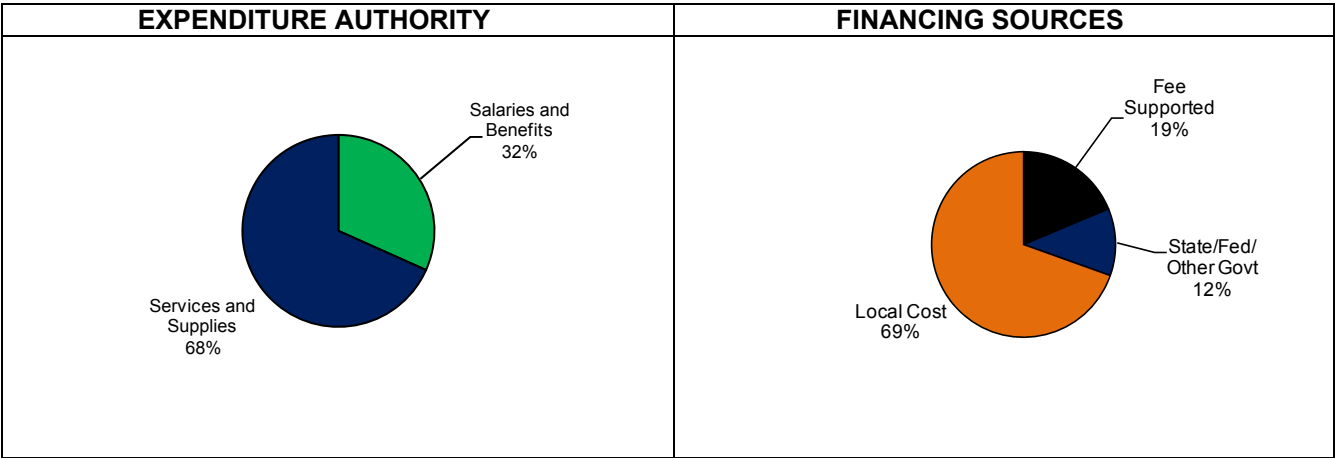 EXPENDITURE AUTHORITY
FINANCING SOURCES
Salaries and
Benefits
32%
Services and
Supplies
68%
Fee
Supported
19%
State/Fed/
Other Govt
12%
Local Cost
69%